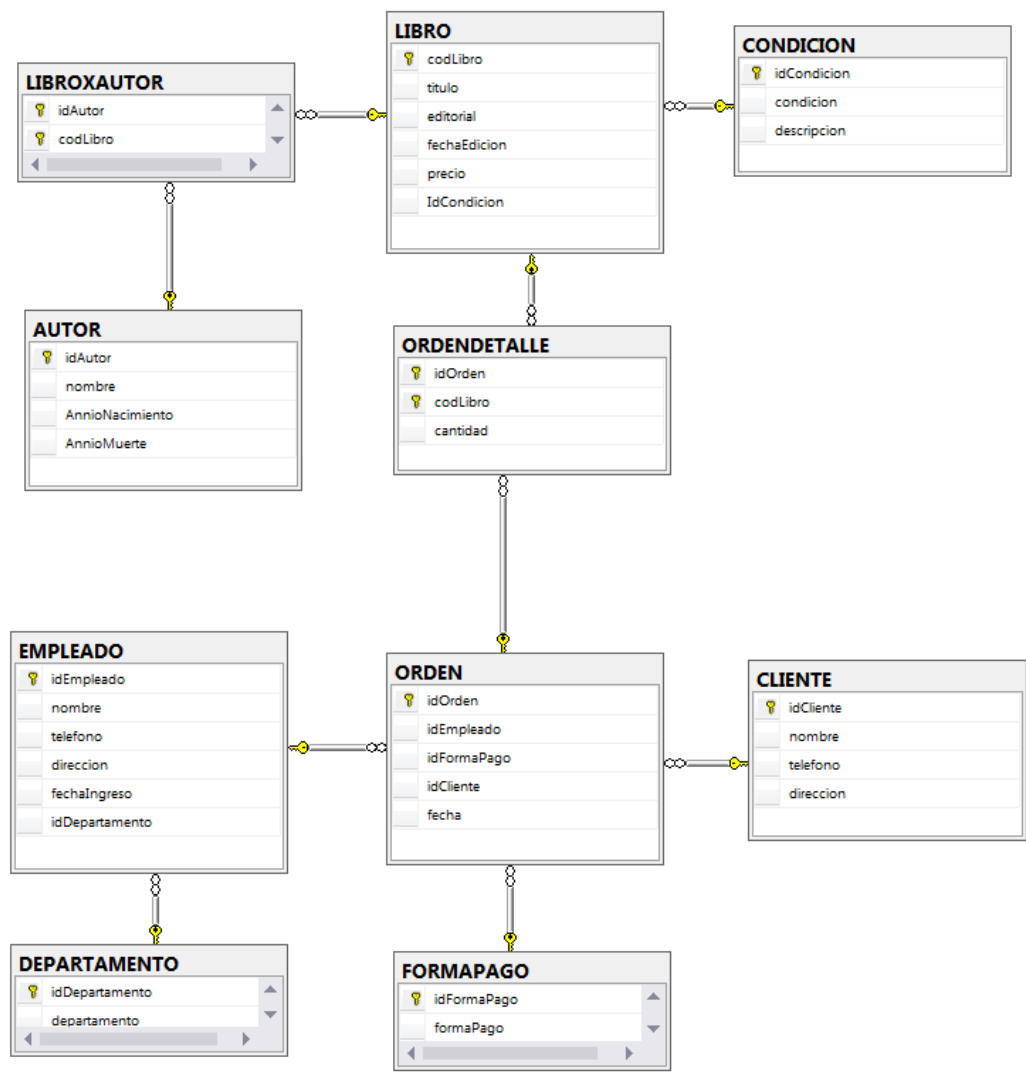 LIBRO
codLibro
titulo
editorial
fechaEdicion
precio
IdCondicion
CONDICION
idCondicion
condicion
descripcion
LIBROXAUTOR
idAutor
codLibro
AUTOR
idAutor
nombre
AnnioNacimiento
AnnioMuerte
ORDENDETALLE
idOrden
codLibro
cantidad
EMPLEADO
idEmpleado
nombre
telefono
direccion
fechaIngreso
idDepartamento
ORDEN
idOrden
idEmpleado
idFormaPago
idCliente
fecha
CLIENTE
idCliente
nombre
telefono
direccion
DEPARTAMENTO
idDepartamento
departamento
FORMAPAGO
idFormaPago
formaPago